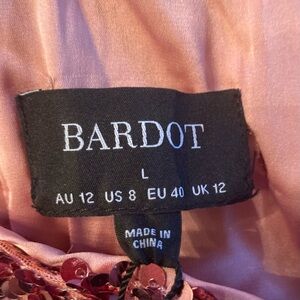 BARDOT
L
AU 12 US 8 EU 40 UK 12
MADE IN
CHINA